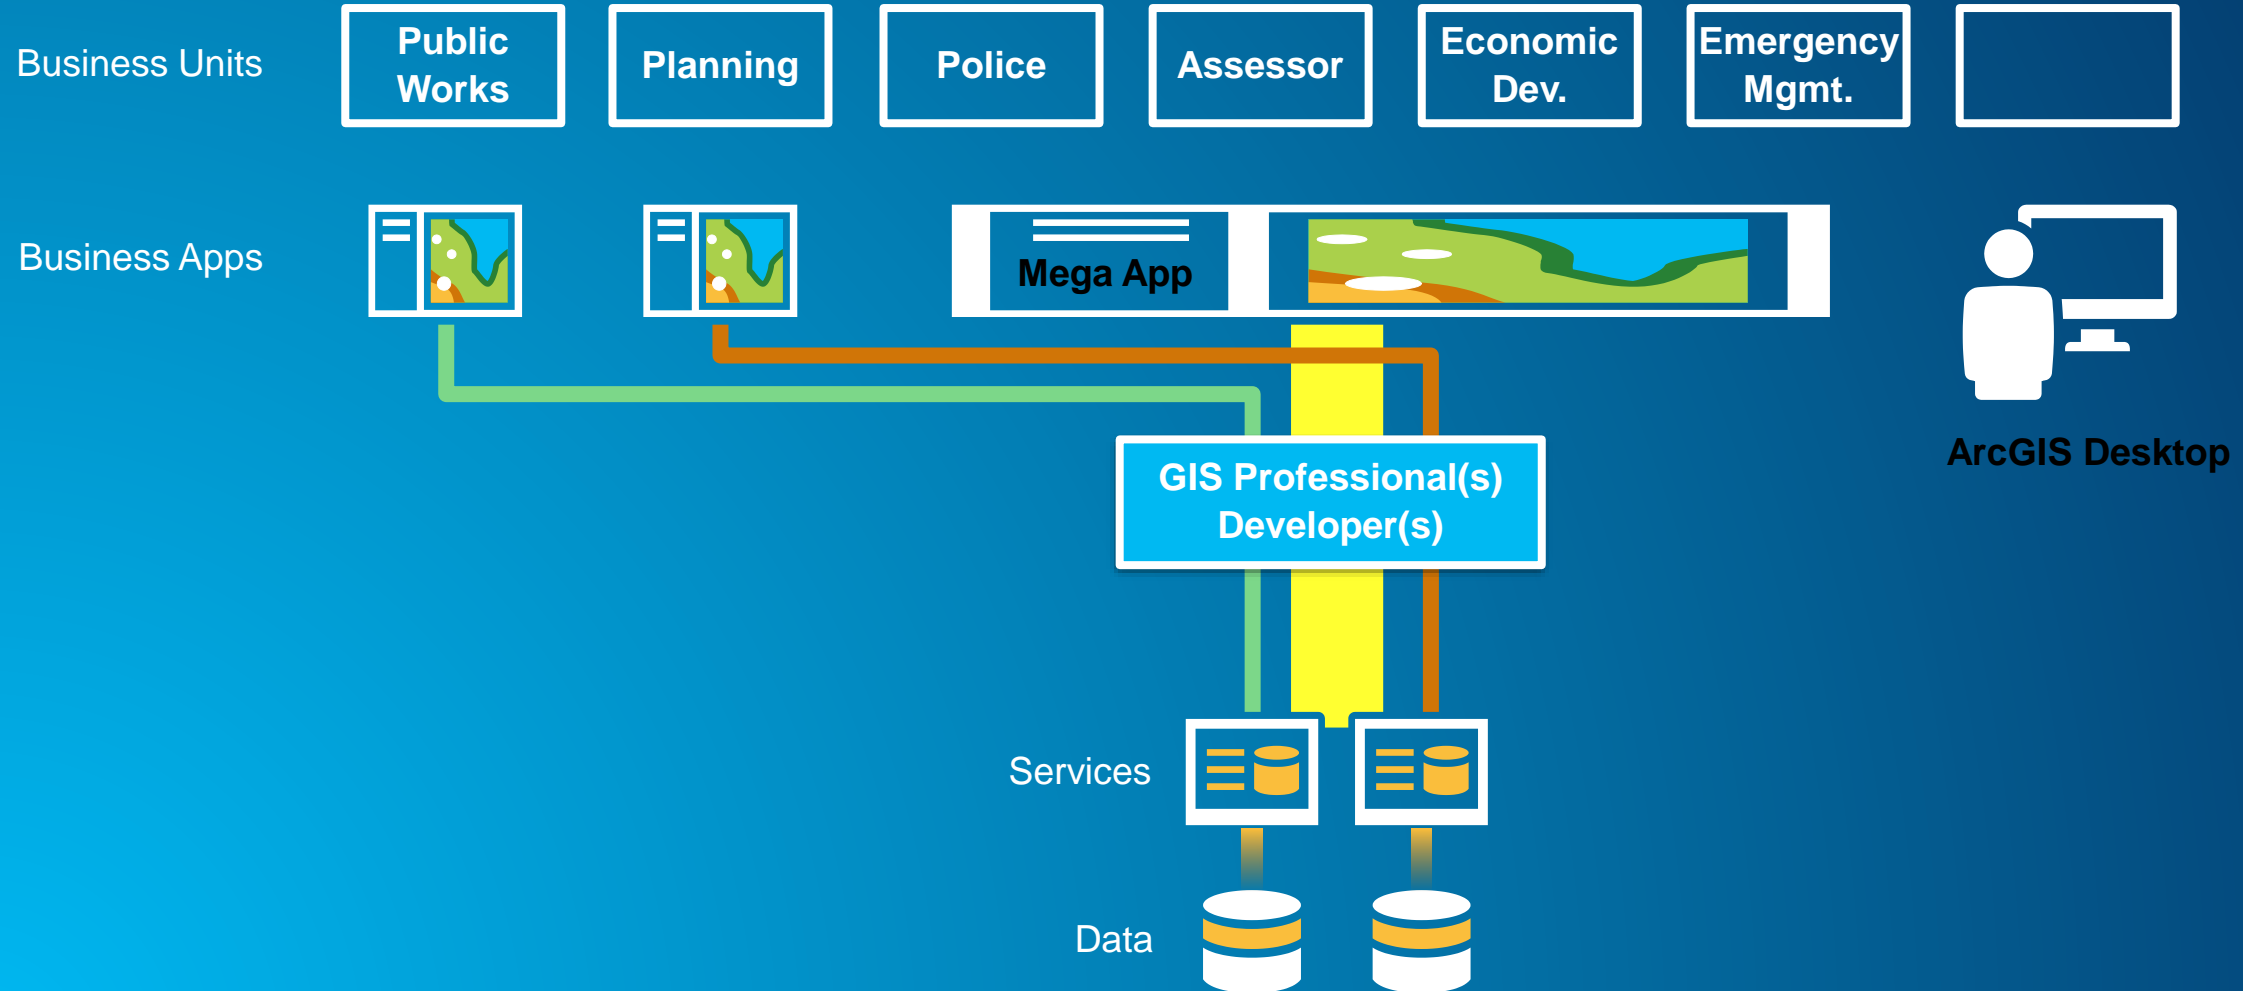 Business Units
Public
Works
Planning
Police
Assessor
Economic
Dev.
Emergency
Mgmt.
Business Apps
Mega App
ArcGIS Desktop
GIS Professional(s)
Developer(s)
Services
Data